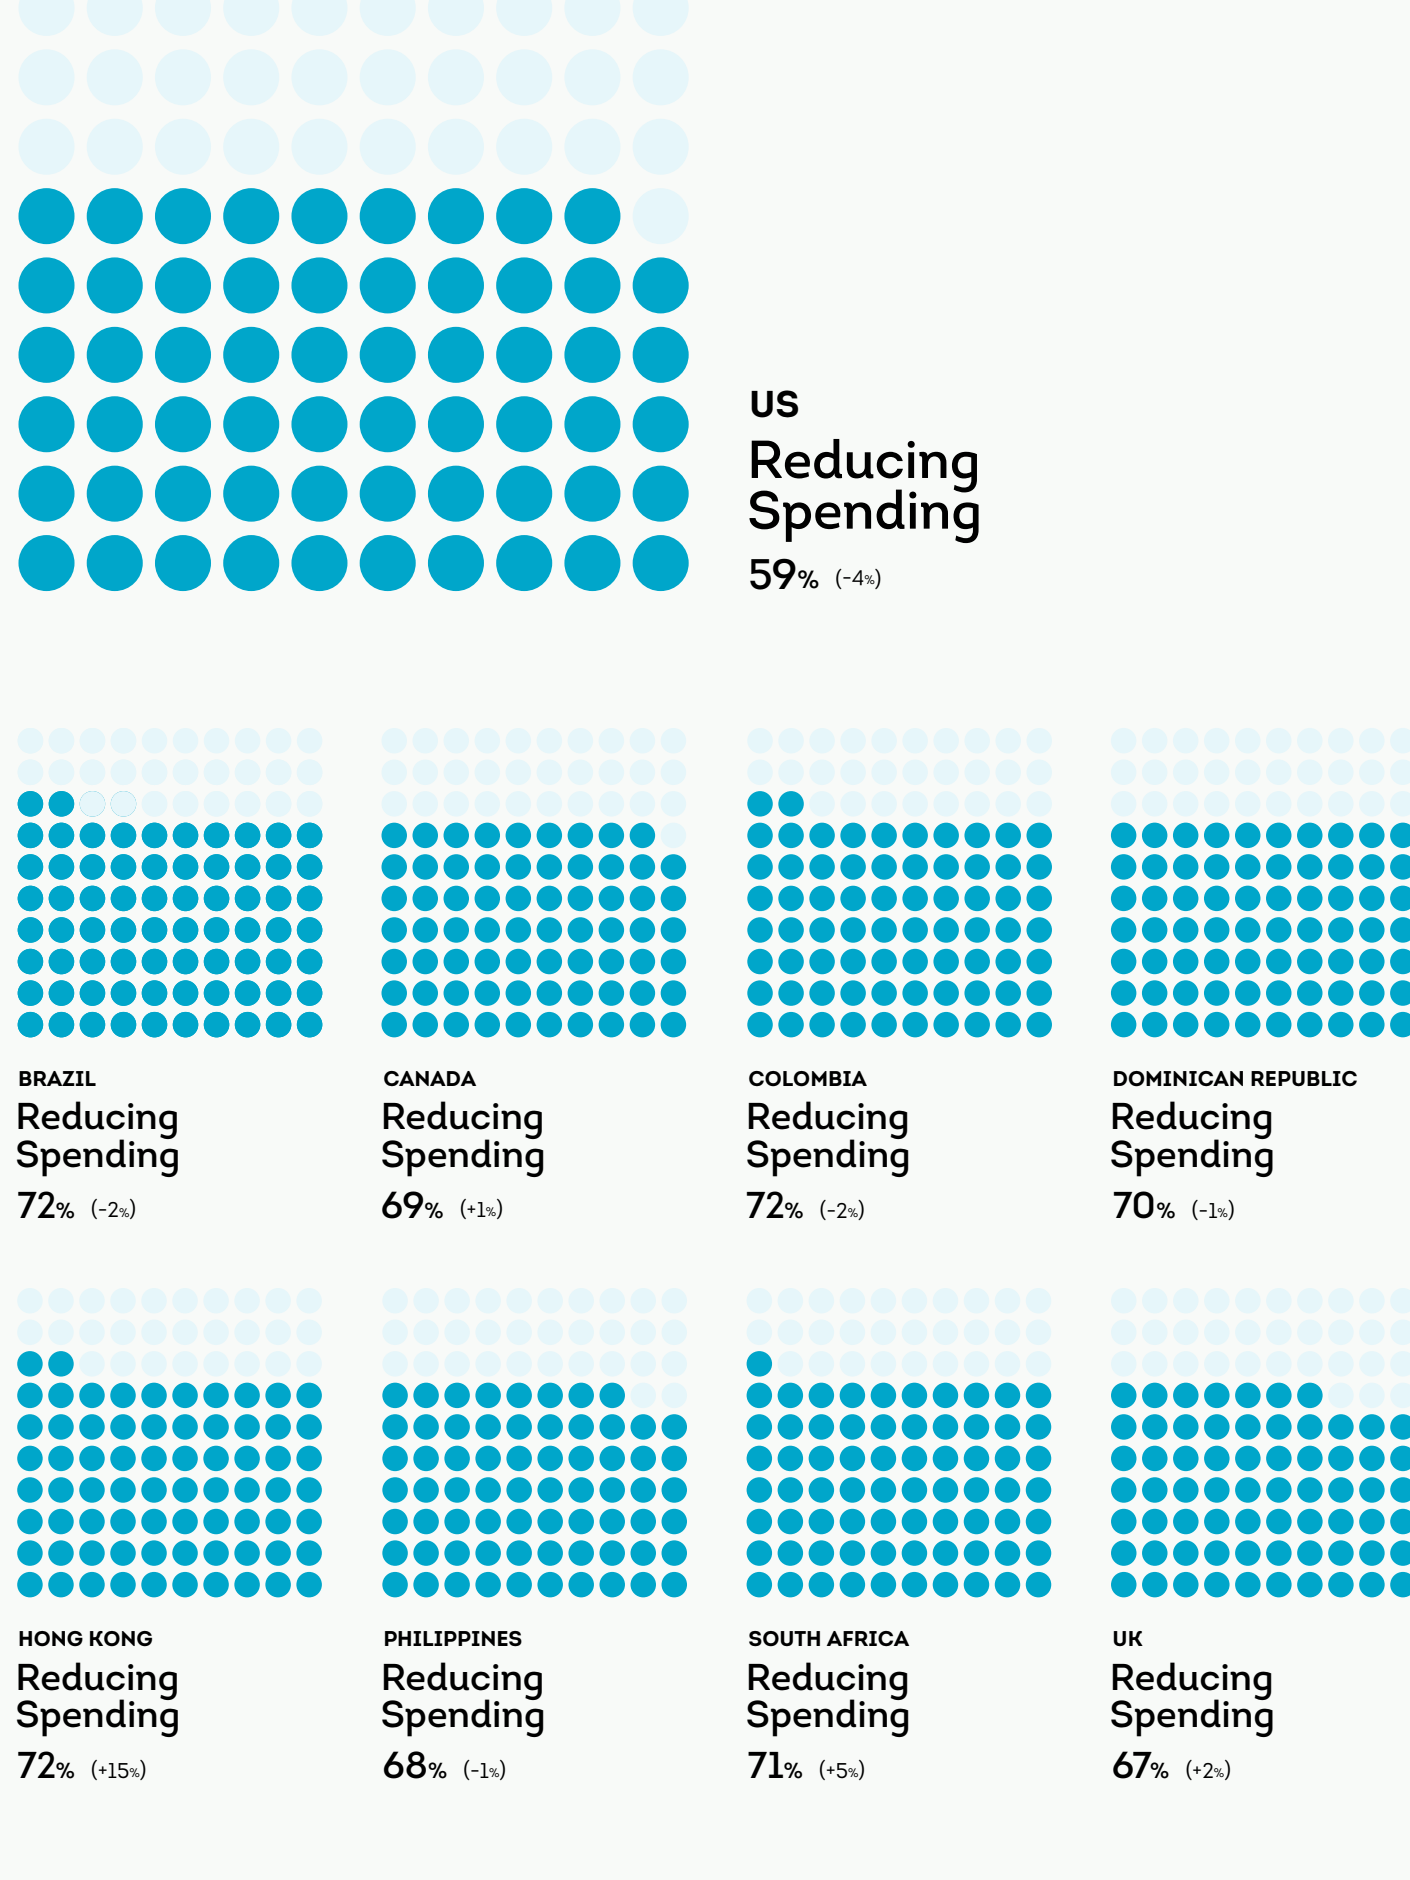 US
Reducing
Spending
59% (-4%)
BRAZIL
Reducing
Spending
72% (-2%)
CANADA
Reducing
Spending
69% (+1%)
COLOMBIA
Reducing
Spending
72% (-2%)
DOMINICAN REPUBLIC
Reducing
Spending
70% (-1%)
HONG KONG
Reducing
Spending
72% (+15%)
PHILIPPINES
Reducing
Spending
68% (-1%)
SOUTH AFRICA
Reducing
Spending
71% (+5%)
UK
Reducing
Spending
67% (+2%)